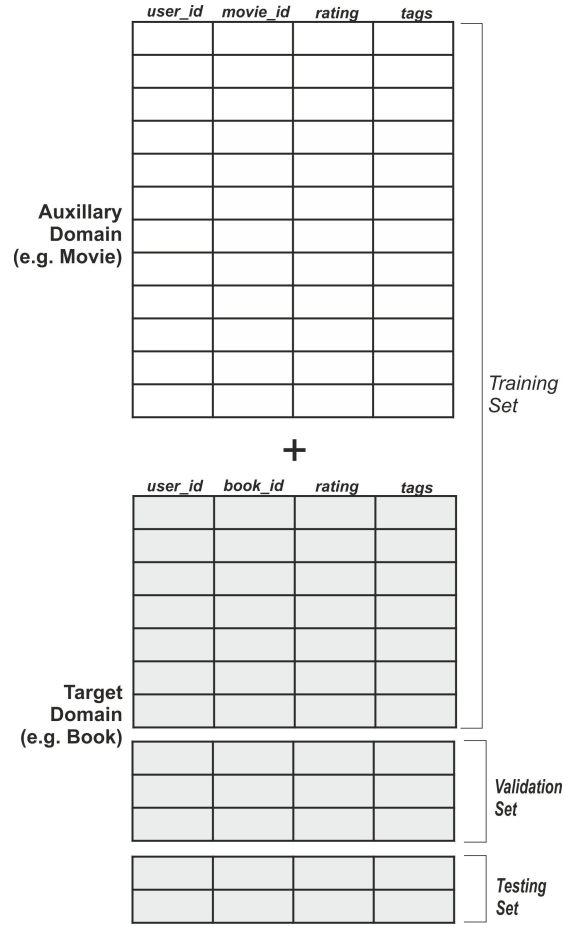 user_id movie_id rating tags
Auxillary
Domain
(e.g. Movie)
Training
Set
+
user_id book_id rating tags
Target
Domain
(e.g. Book)
Validation
Set
Testing
Set